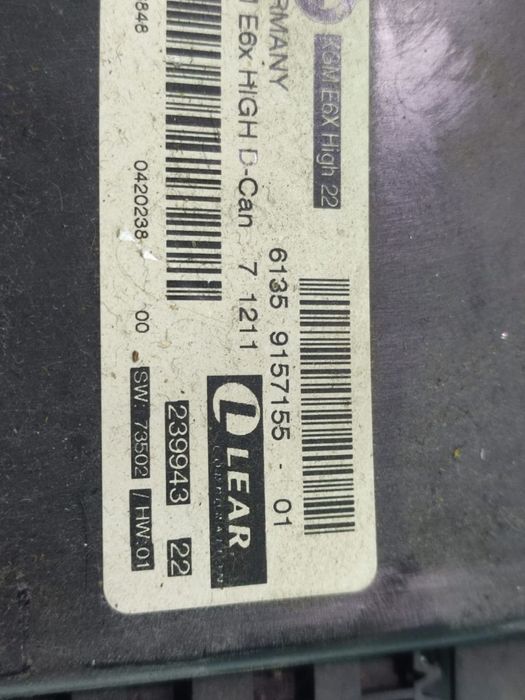 KGM E6X High 22
6135 9157155 - 01
RMANY
E6x HIGH D-Can 7 1211
LEAR
CORPORATION
239943 22
848 0420238 00
SW: 73502 /HW:01